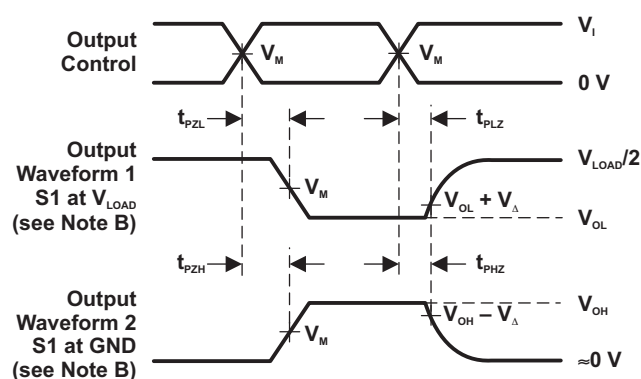 Output
Control
V_M
V_M
V_I
0 V
t_PZL
t_PLZ
Output
Waveform 1
S1 at V_LOAD
(see Note B)
V_M
V_LOAD/2
V_OL + V_Δ
V_OL
t_PZH
t_PHZ
Output
Waveform 2
S1 at GND
(see Note B)
V_M
V_OH
V_OH − V_Δ
≈0 V